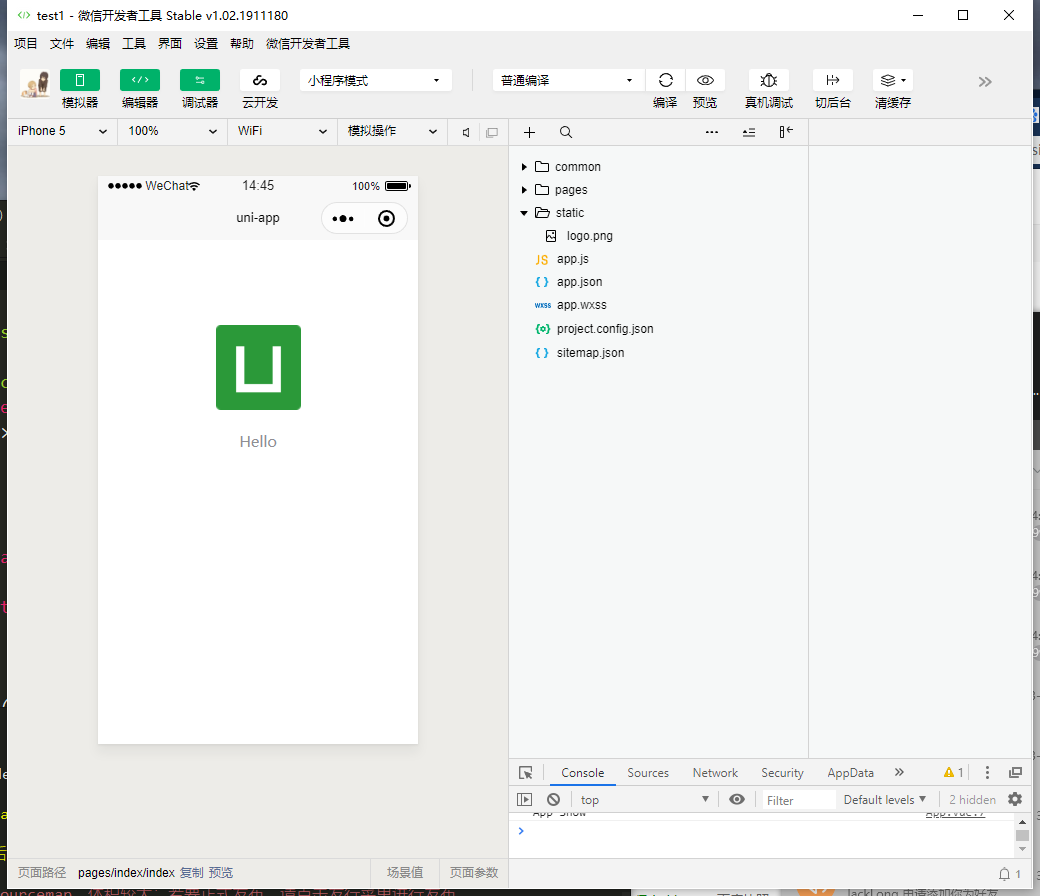 test1 - 微信开发者工具 Stable v1.02.1911180
项目 文件 编辑 工具 界面 设置 帮助 微信开发者工具
小程序模式 普通编译
模拟器 编辑器 调试器 云开发 编译 预览 真机调试 切后台 清缓存
iPhone 5 100% WiFi 模拟操作
WeChat 14:45 100%
uni-app
Hello
common
pages
static
logo.png
JS app.js
{ } app.json
wxss app.wxss
{o} project.config.json
{ } sitemap.json
Console Sources Network Security AppData 1
top Filter Default levels 2 hidden
App Show App.vue:7
页面路径 pages/index/index 复制 预览 场景值 页面参数 1